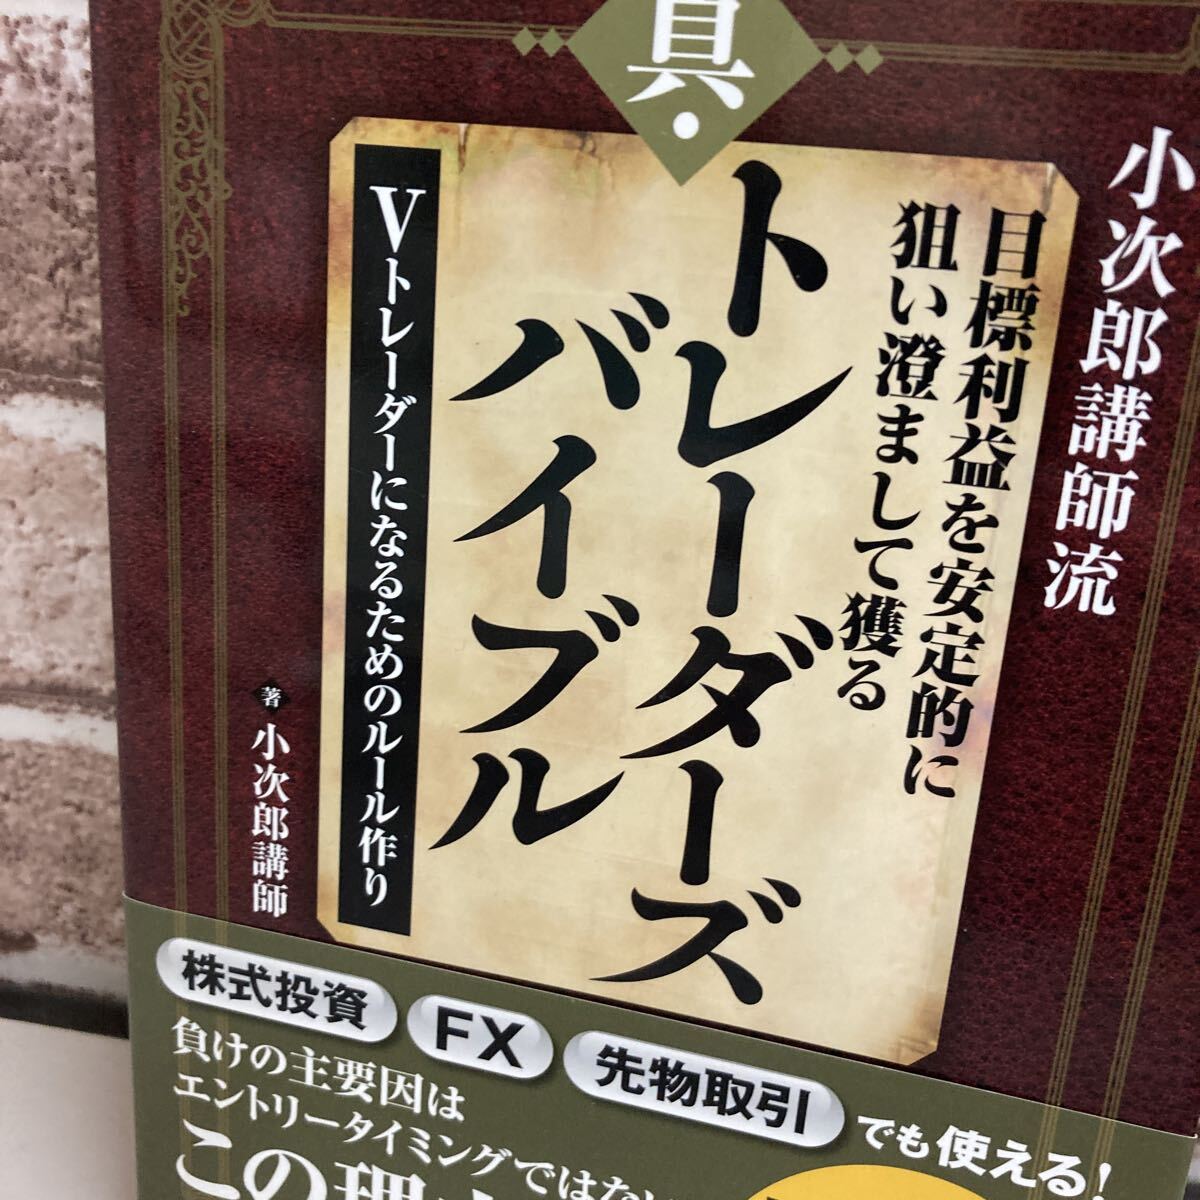 小次郎講師流
目標利益を安定的に
狙い澄まして獲る
真・
トレーダーズ
バイブル
Vトレーダーになるためのルール作り
著 小次郎講師
株式投資 FX 先物取引 でも使える!
負けの主要因は
エントリータイミングではない
この理